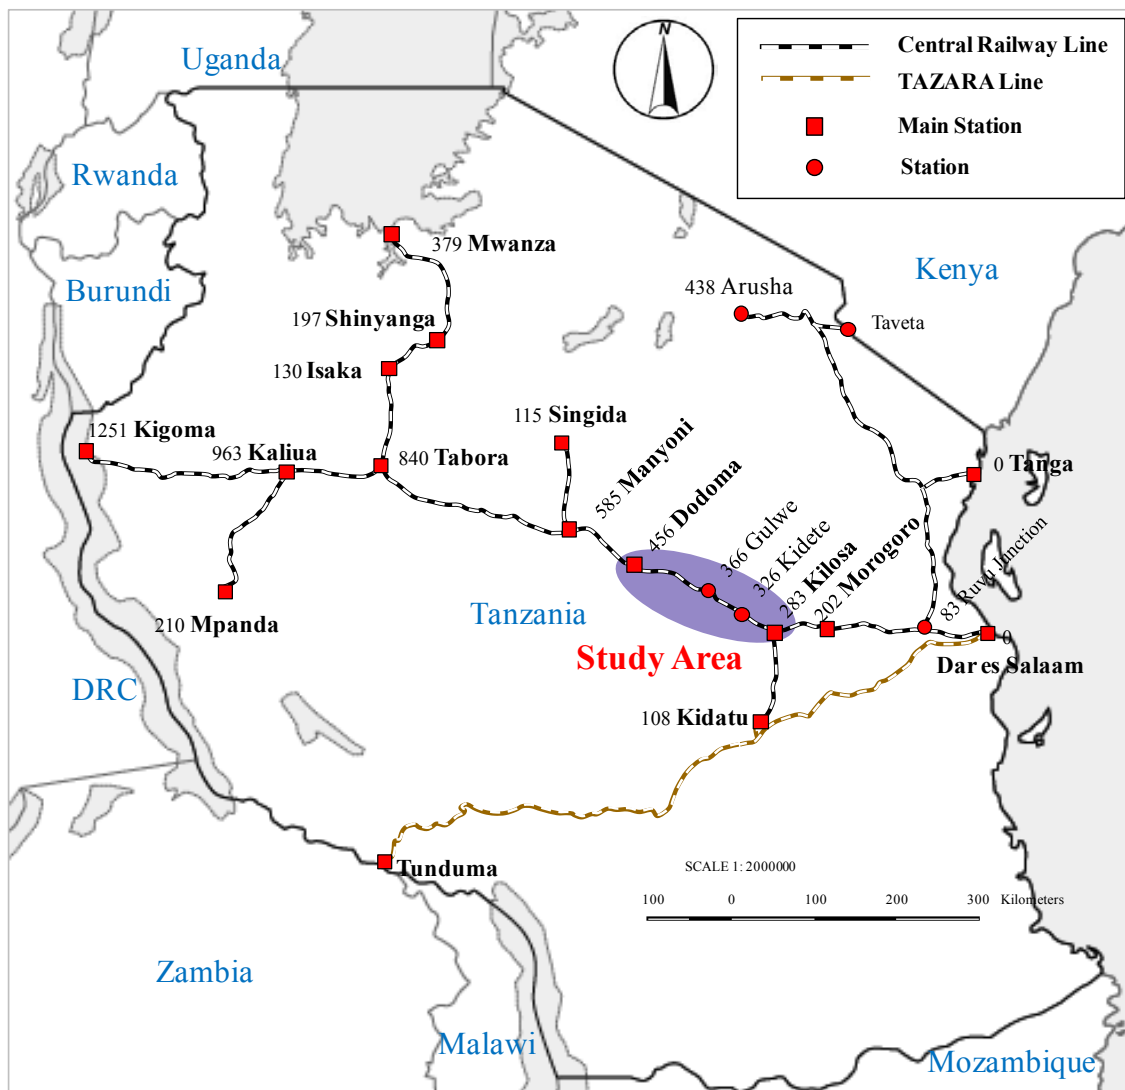 Uganda
N
Central Railway Line
TAZARA Line
Main Station
Station
Rwanda
379 Mwanza
Kenya
Burundi
438 Arusha
197 Shinyanga
Taveta
130 Isaka
115 Singida
1251 Kigoma
963 Kaliua
840 Tabora
0 Tanga
585 Manyoni
456 Dodoma
366 Gulwe
326 Kidete
283 Kilosa
202 Morogoro
83 Ruvu Junction
210 Mpanda
Tanzania
0
Study Area
Dar es Salaam
DRC
108 Kidatu
Tunduma
SCALE 1: 2000000
100 0 100 200 300 Kilometers
Zambia
Malawi
Mozambique